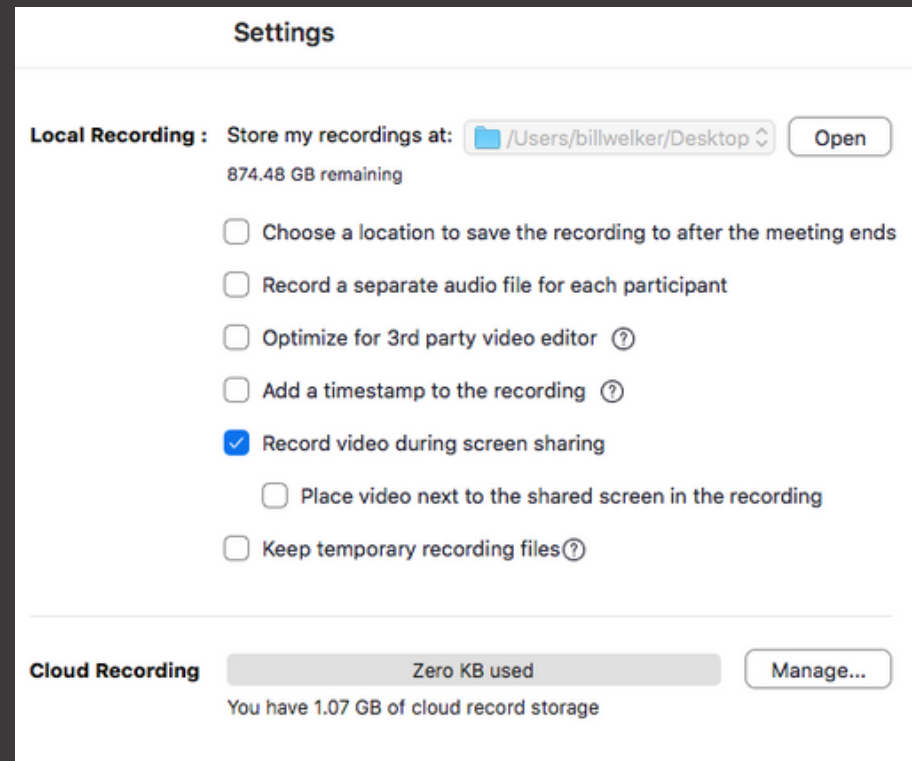 Settings
Local Recording : Store my recordings at: /Users/billwelker/Desktop Open
874.48 GB remaining
Choose a location to save the recording to after the meeting ends
Record a separate audio file for each participant
Optimize for 3rd party video editor ?
Add a timestamp to the recording ?
Record video during screen sharing
Place video next to the shared screen in the recording
Keep temporary recording files ?
Cloud Recording Zero KB used Manage...
You have 1.07 GB of cloud record storage